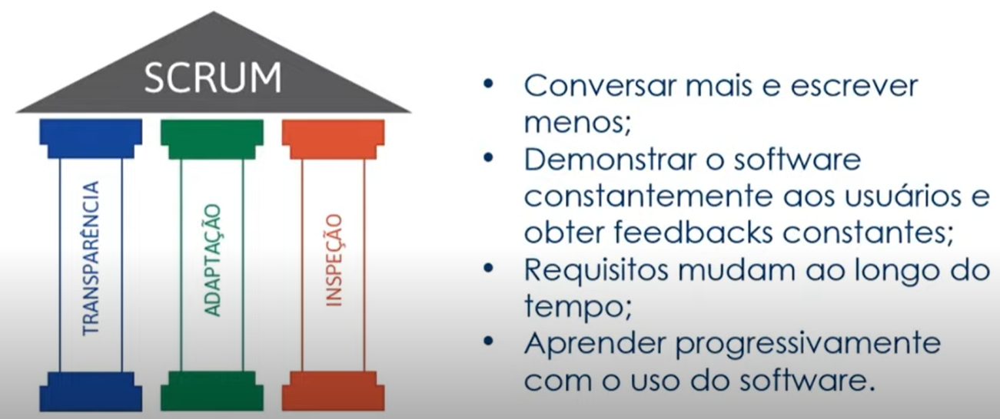 SCRUM
TRANSPARÊNCIA
ADAPTAÇÃO
INSPEÇÃO
• Conversar mais e escrever
menos;
• Demonstrar o software
constantemente aos usuários e
obter feedbacks constantes;
• Requisitos mudam ao longo do
tempo;
• Aprender progressivamente
com o uso do software.